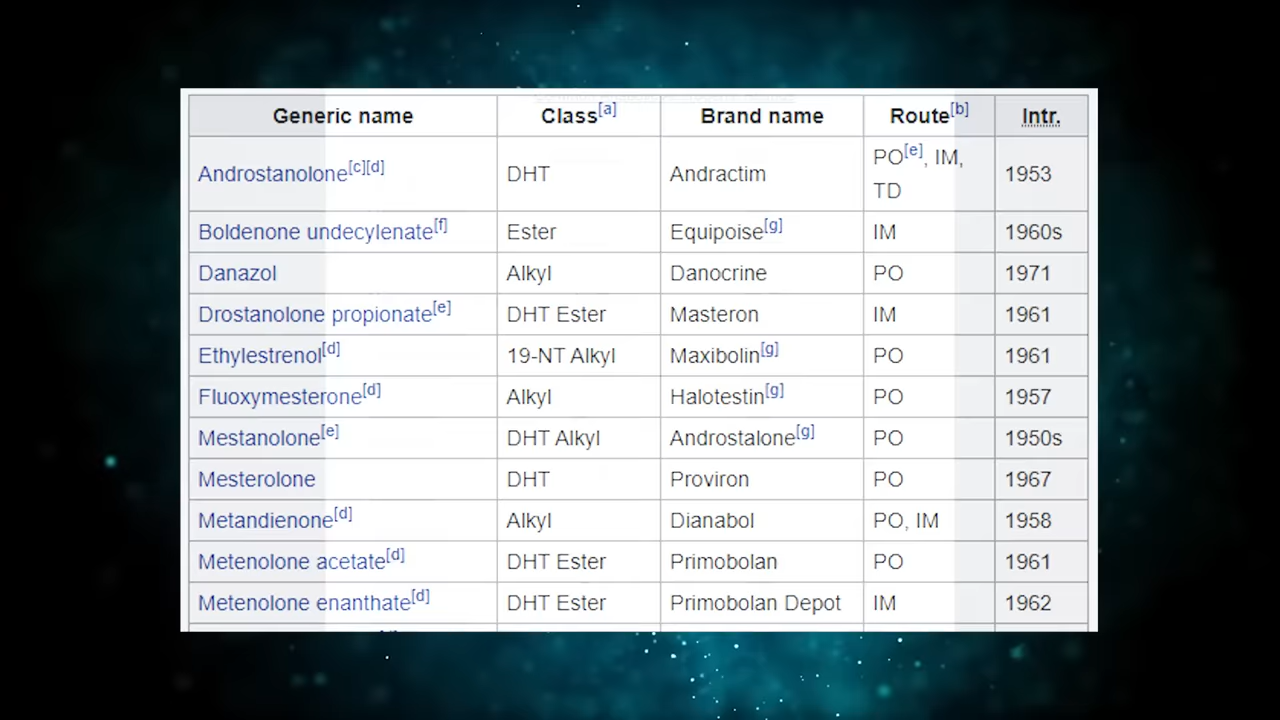 Generic name Class[a] Brand name Route[b] Intr.
Androstanolone[c][d] DHT Andractim PO[e], IM, TD 1953
Boldenone undecylenate[f] Ester Equipoise[g] IM 1960s
Danazol Alkyl Danocrine PO 1971
Drostanolone propionate[e] DHT Ester Masteron IM 1961
Ethylestrenol[d] 19-NT Alkyl Maxibolin[g] PO 1961
Fluoxymesterone[d] Alkyl Halotestin[g] PO 1957
Mestanolone[e] DHT Alkyl Androstalone[g] PO 1950s
Mesterolone DHT Proviron PO 1967
Metandienone[d] Alkyl Dianabol PO, IM 1958
Metenolone acetate[d] DHT Ester Primobolan PO 1961
Metenolone enanthate[d] DHT Ester Primobolan Depot IM 1962